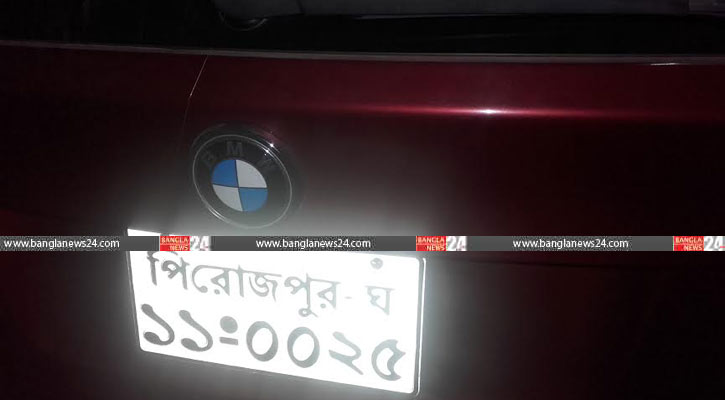 BMW
www.banglanews24.com BANGLA NEWS 24 www.banglanews24.com BANGLA NEWS 24 www.banglanews24.com BANGLA NEWS
পিরোজপুর-ঘ
১১-০০২৫